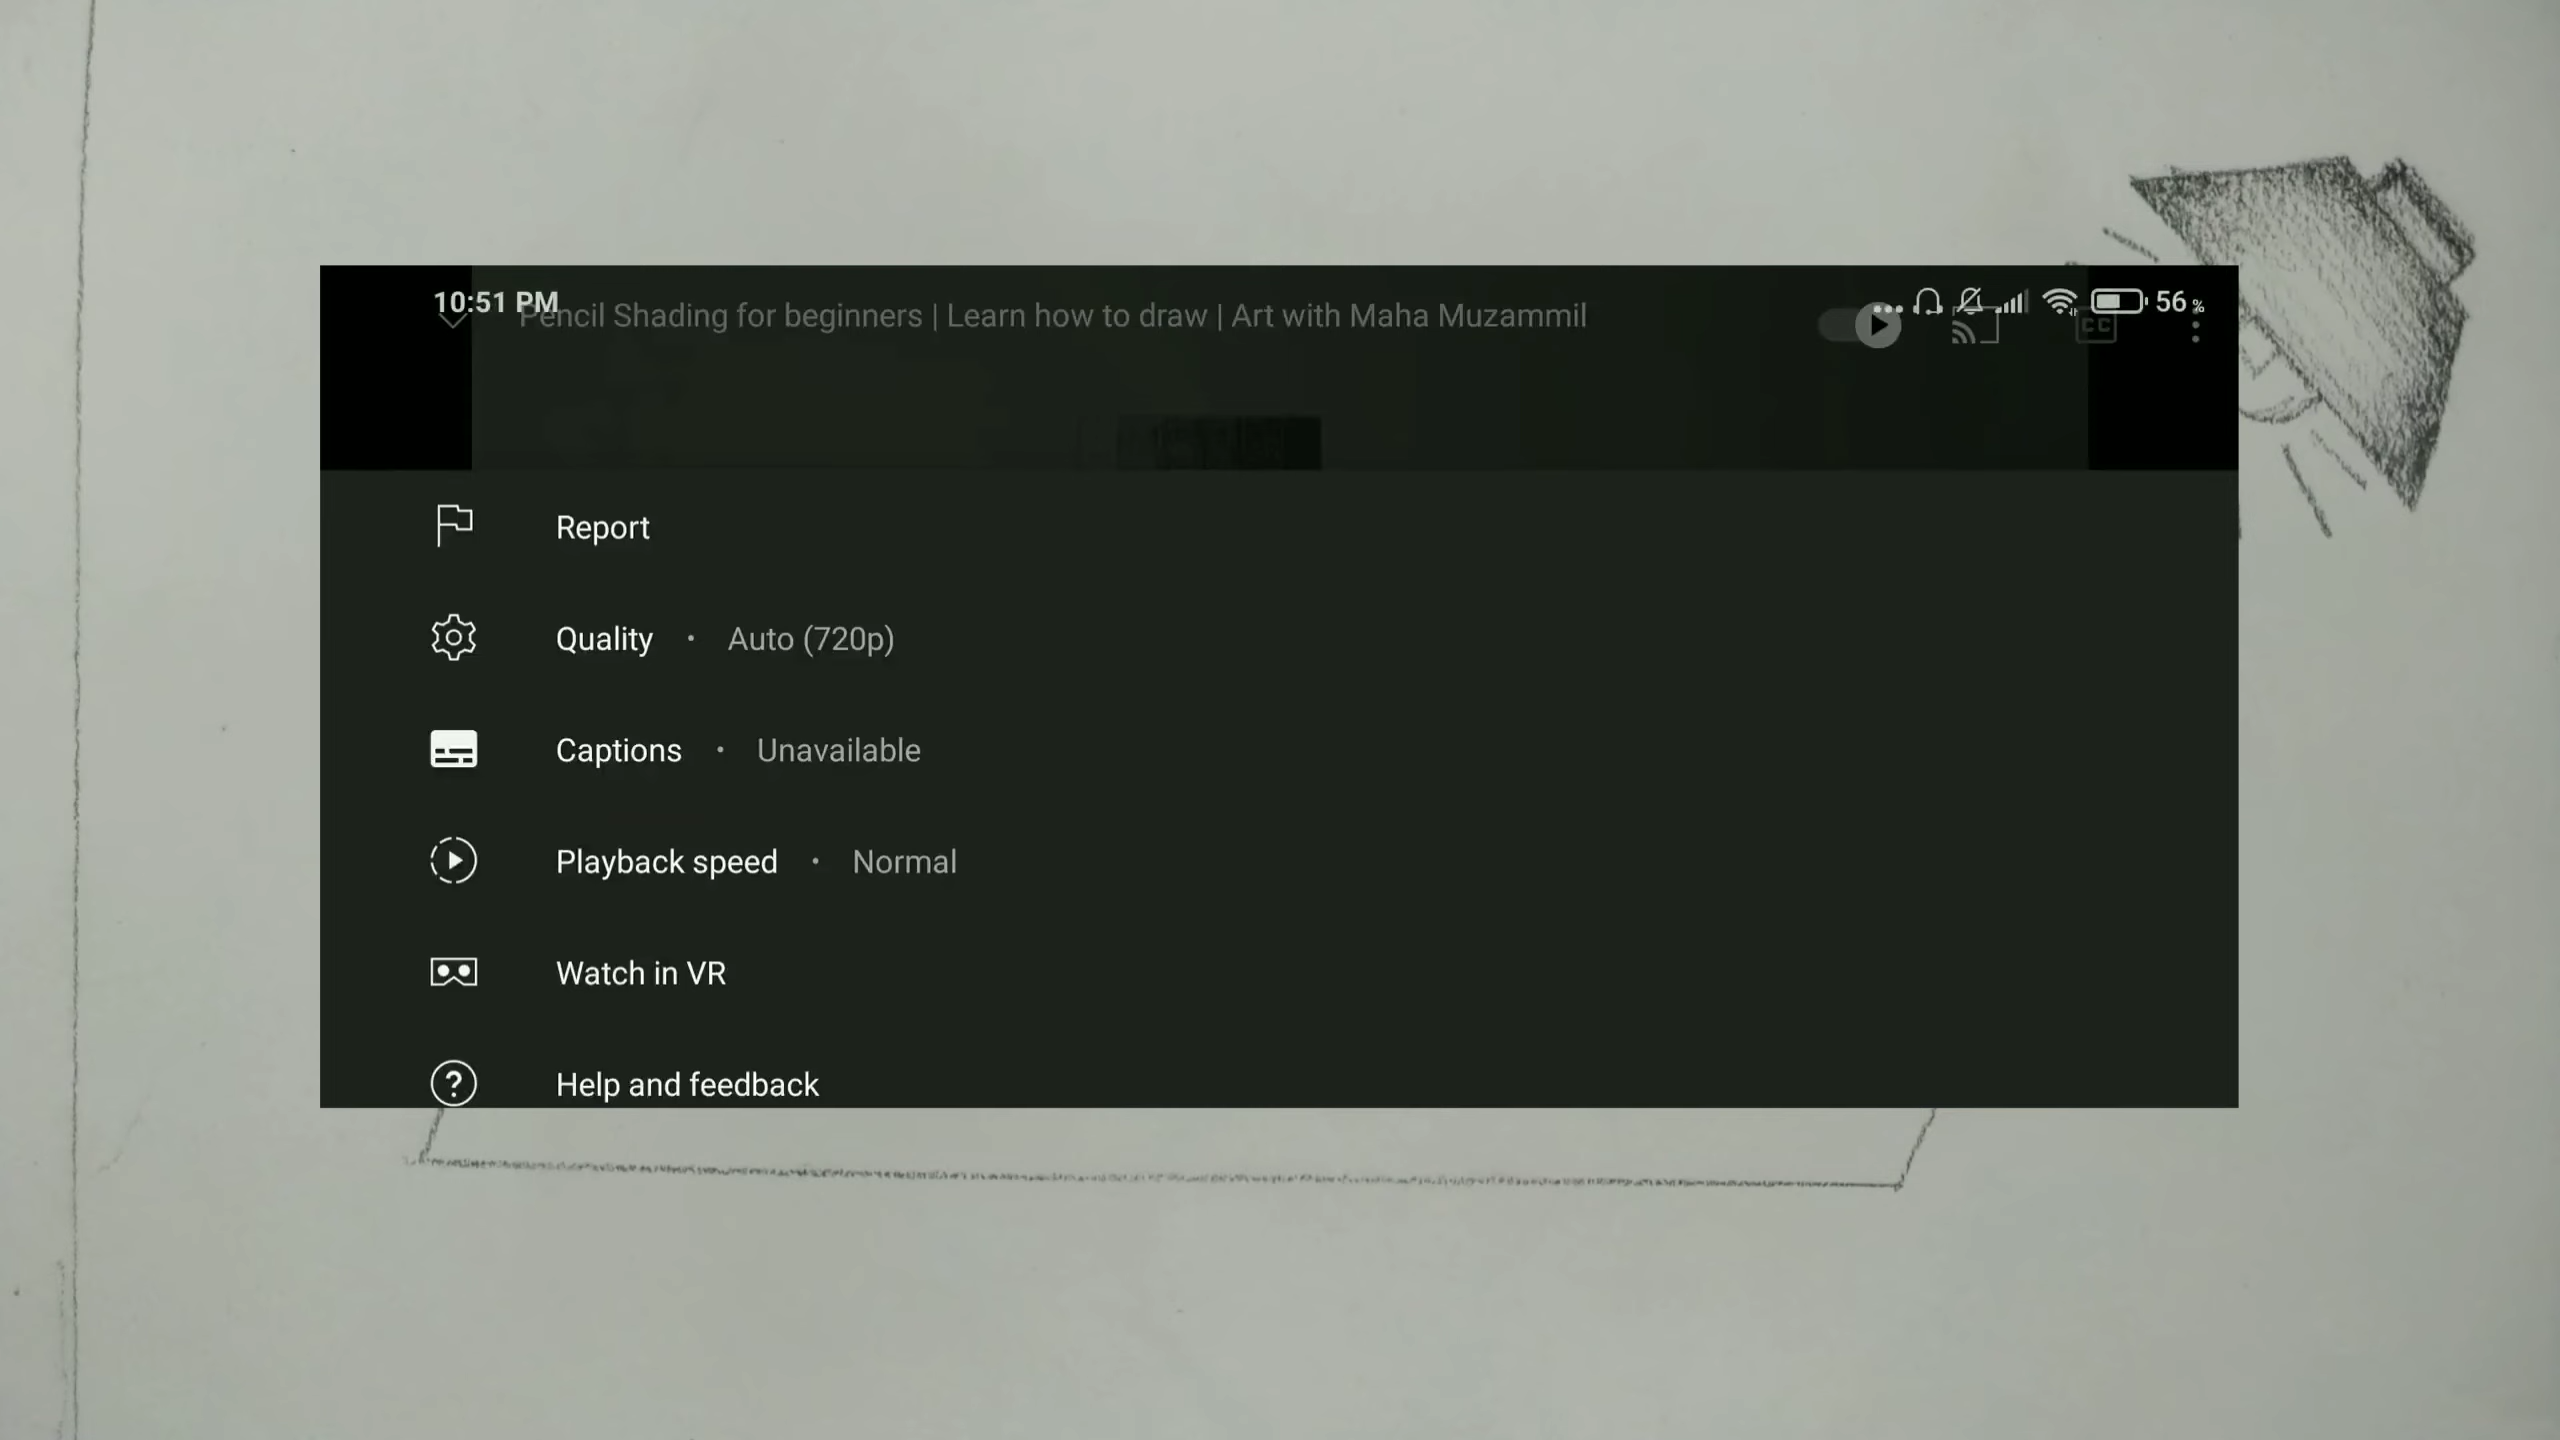 10:51 PM
56%
Pencil Shading for beginners | Learn how to draw | Art with Maha Muzammil
CC
Report
Quality · Auto (720p)
Captions · Unavailable
Playback speed · Normal
Watch in VR
Help and feedback